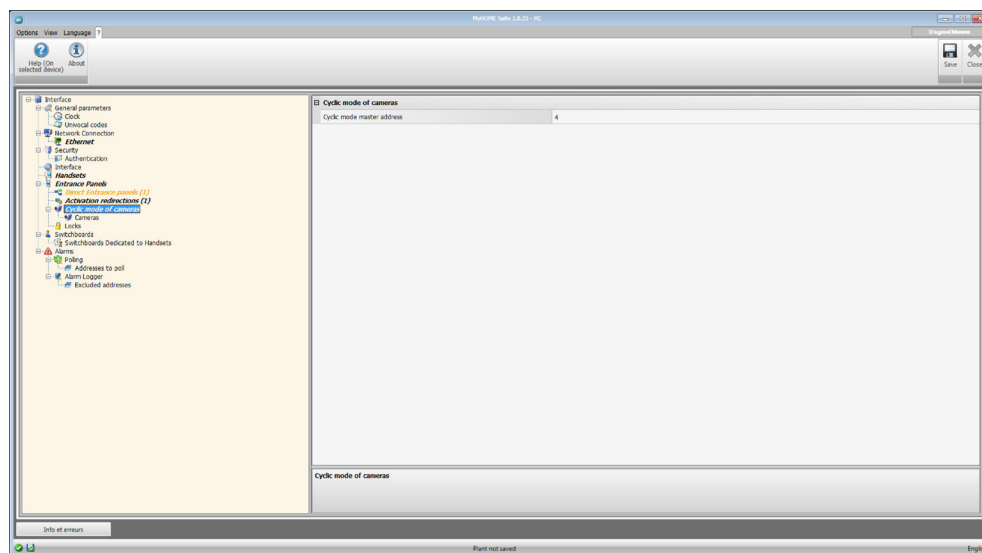 MyHOME Suite 1.8.25 - PIC
Options View Language ?
Help (On selected device)
About
Save
Close
Interface
General parameters
Clock
Univocal codes
Network Connection
Ethernet
Security
Authentication
Interface
Handsets
Entrance Panels
Direct Entrance panels (1)
Activation redirections (1)
Cyclic mode of cameras
Cameras
Locks
Switchboards
Switchboards Dedicated to Handsets
Alarms
Polling
Addresses to poll
Alarm Logger
Excluded addresses
Cyclic mode of cameras
Cyclic mode master address 4
Cyclic mode of cameras
Info et erreurs
Plant not saved
Englis